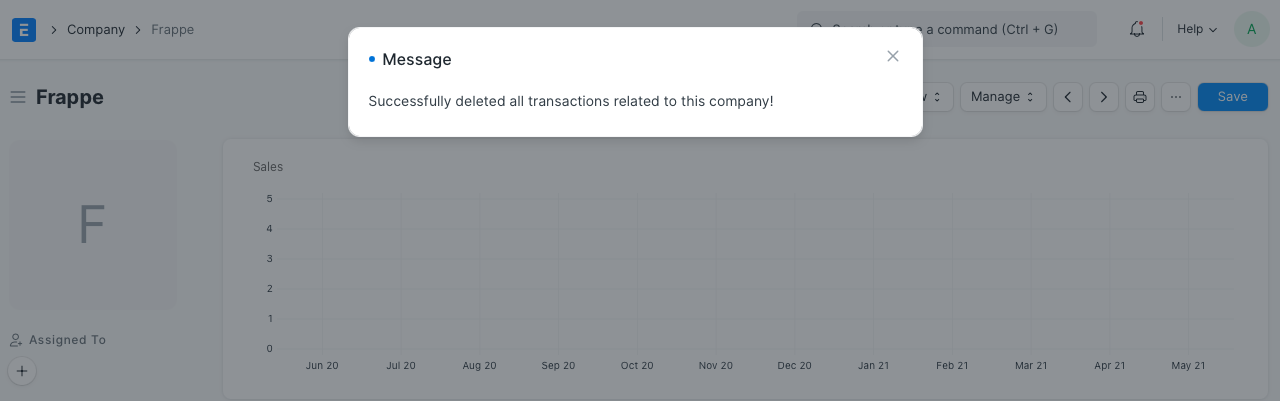 Company
Frappe
a command (Ctrl + G)
Help
A
Message
Successfully deleted all transactions related to this company!
Frappe
Manage
...
Save
F
Sales
5
4
3
2
1
0
Jun 20 Jul 20 Aug 20 Sep 20 Oct 20 Nov 20 Dec 20 Jan 21 Feb 21 Mar 21 Apr 21 May 21
Assigned To